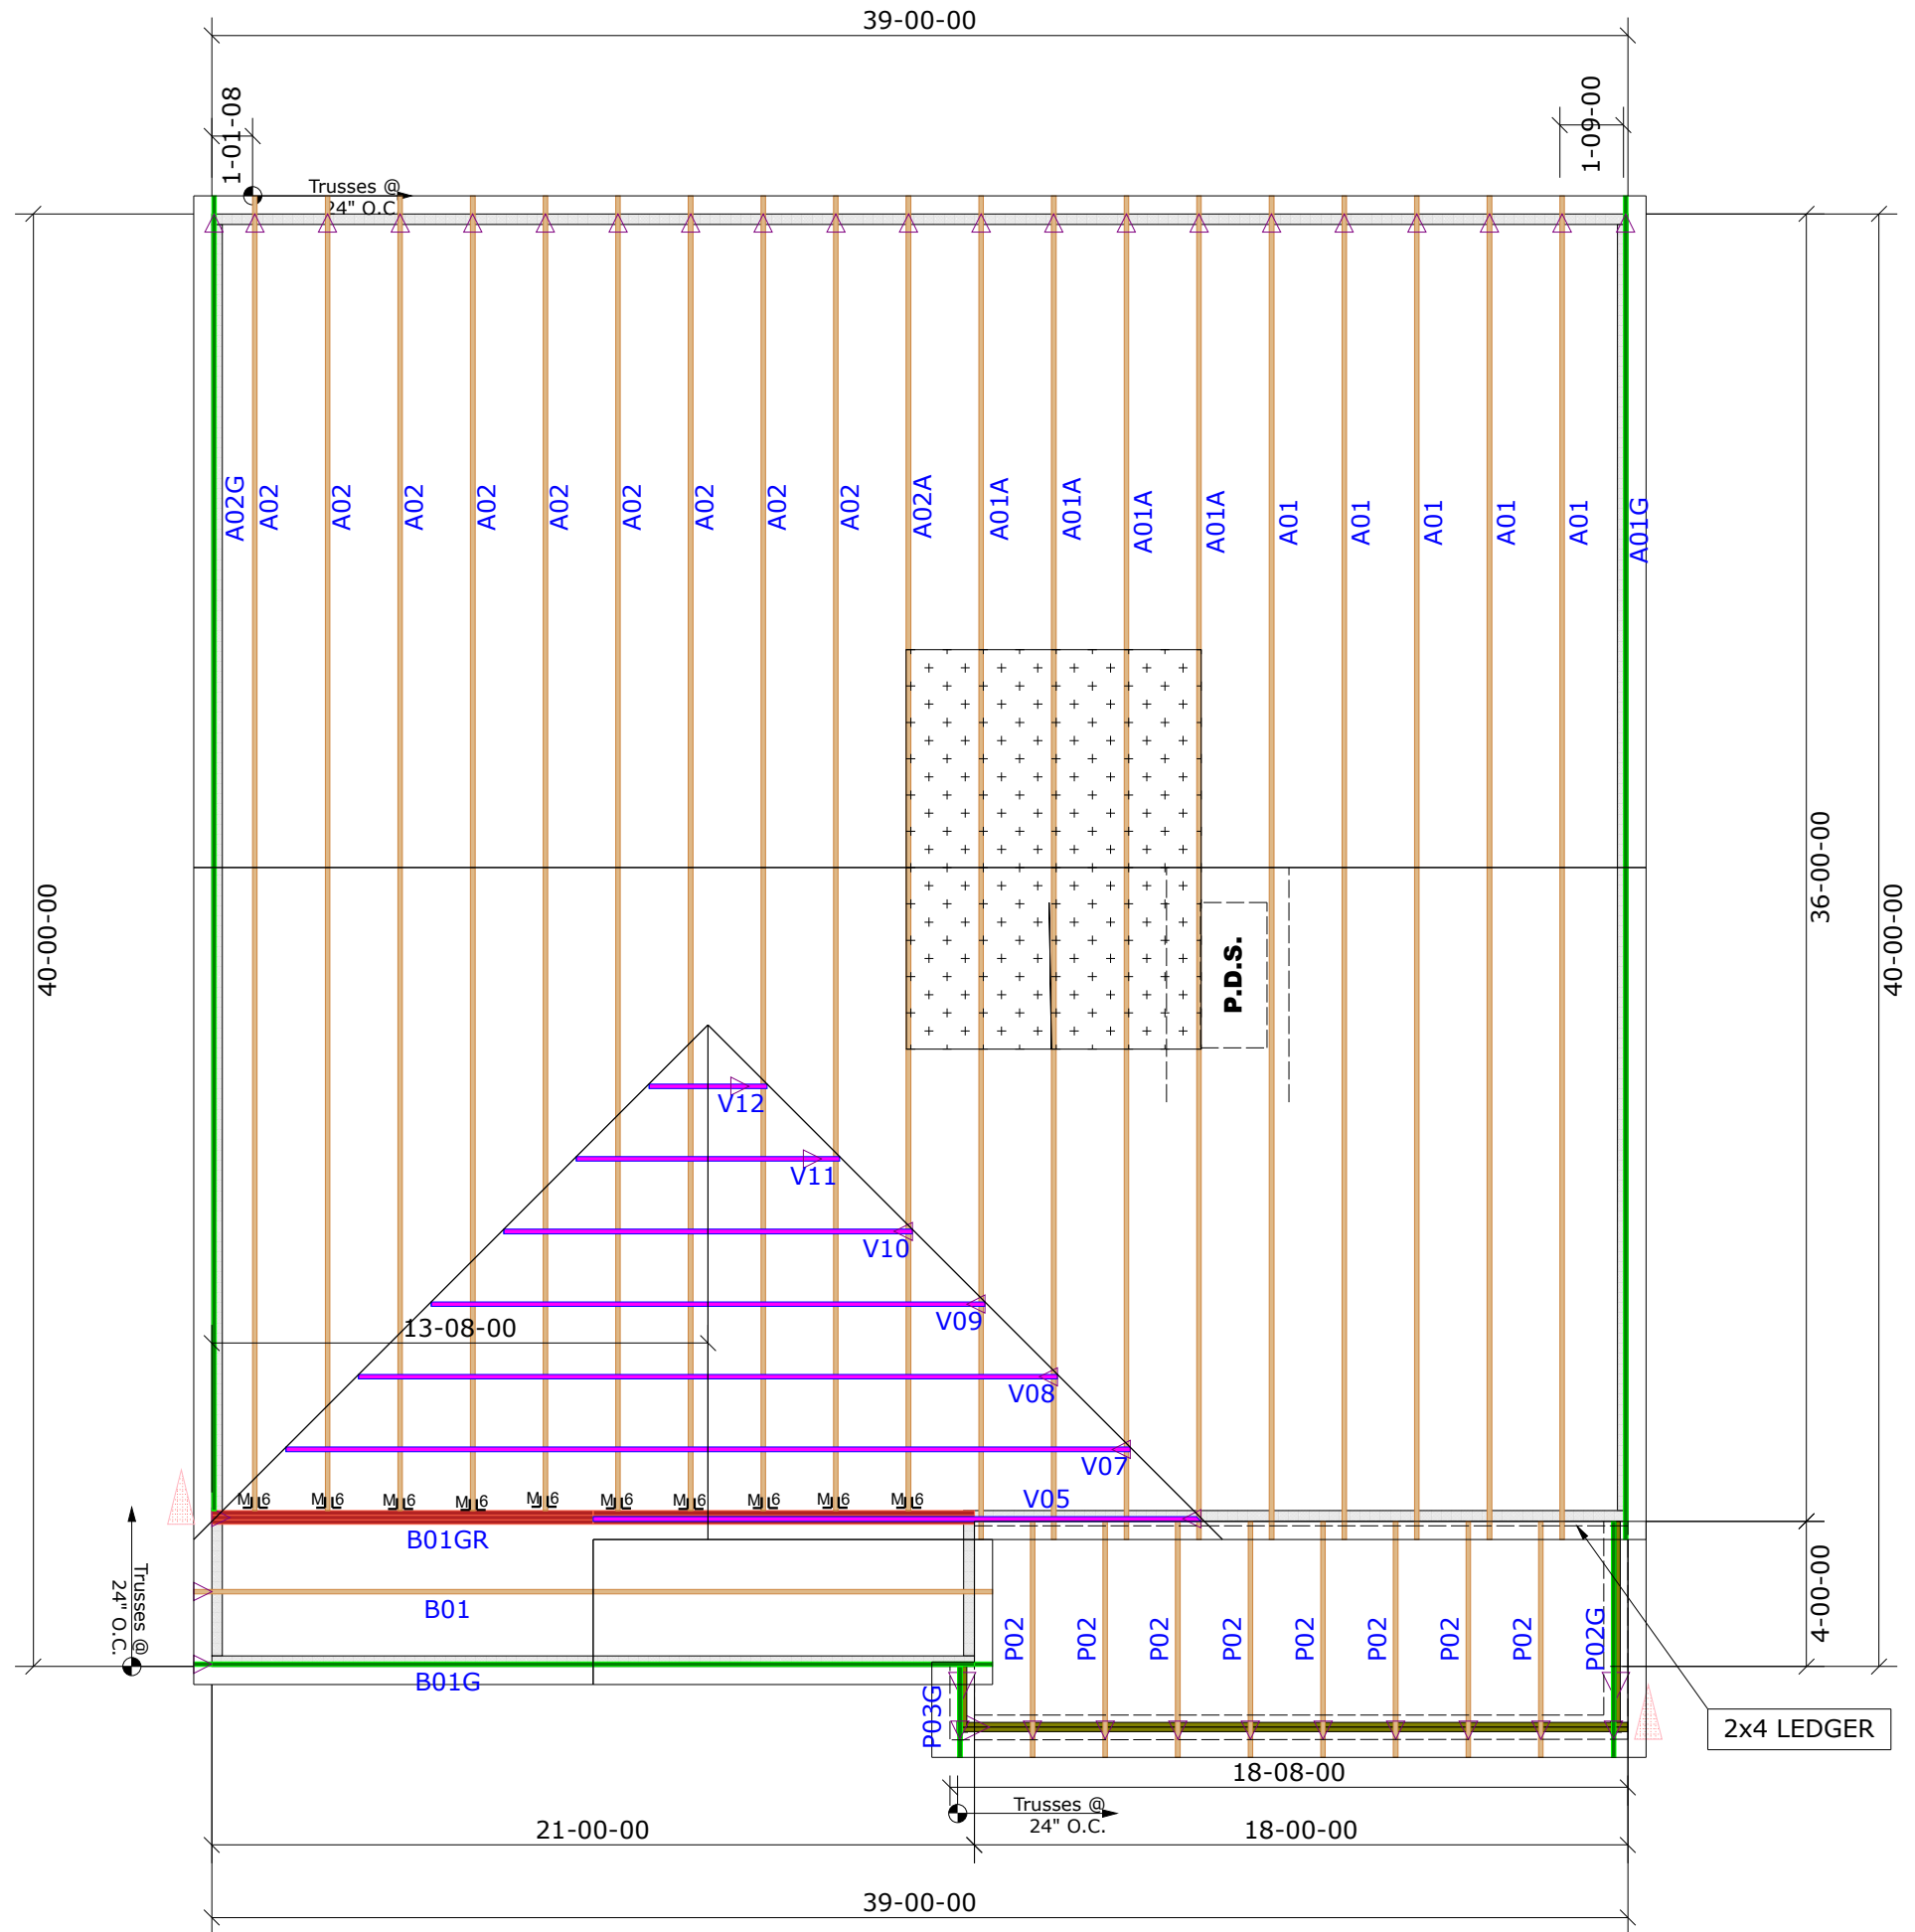 39-00-00
1-01-08
1-09-00
Trusses @
24" O.C.
A02G
A02
A02
A02
A02
A02
A02
A02
A02
A02
A02A
A01A
A01A
A01A
A01A
A01
A01
A01
A01
A01
A01G
36-00-00
40-00-00
40-00-00
P.D.S.
V12
V11
V10
V09
13-08-00
V08
V07
V05
B01GR
B01
B01G
Trusses @
24" O.C.
P02
P02
P02
P02
P02
P02
P02
P02
P02G
P03G
4-00-00
2x4 LEDGER
18-08-00
Trusses @
24" O.C.
21-00-00
18-00-00
39-00-00